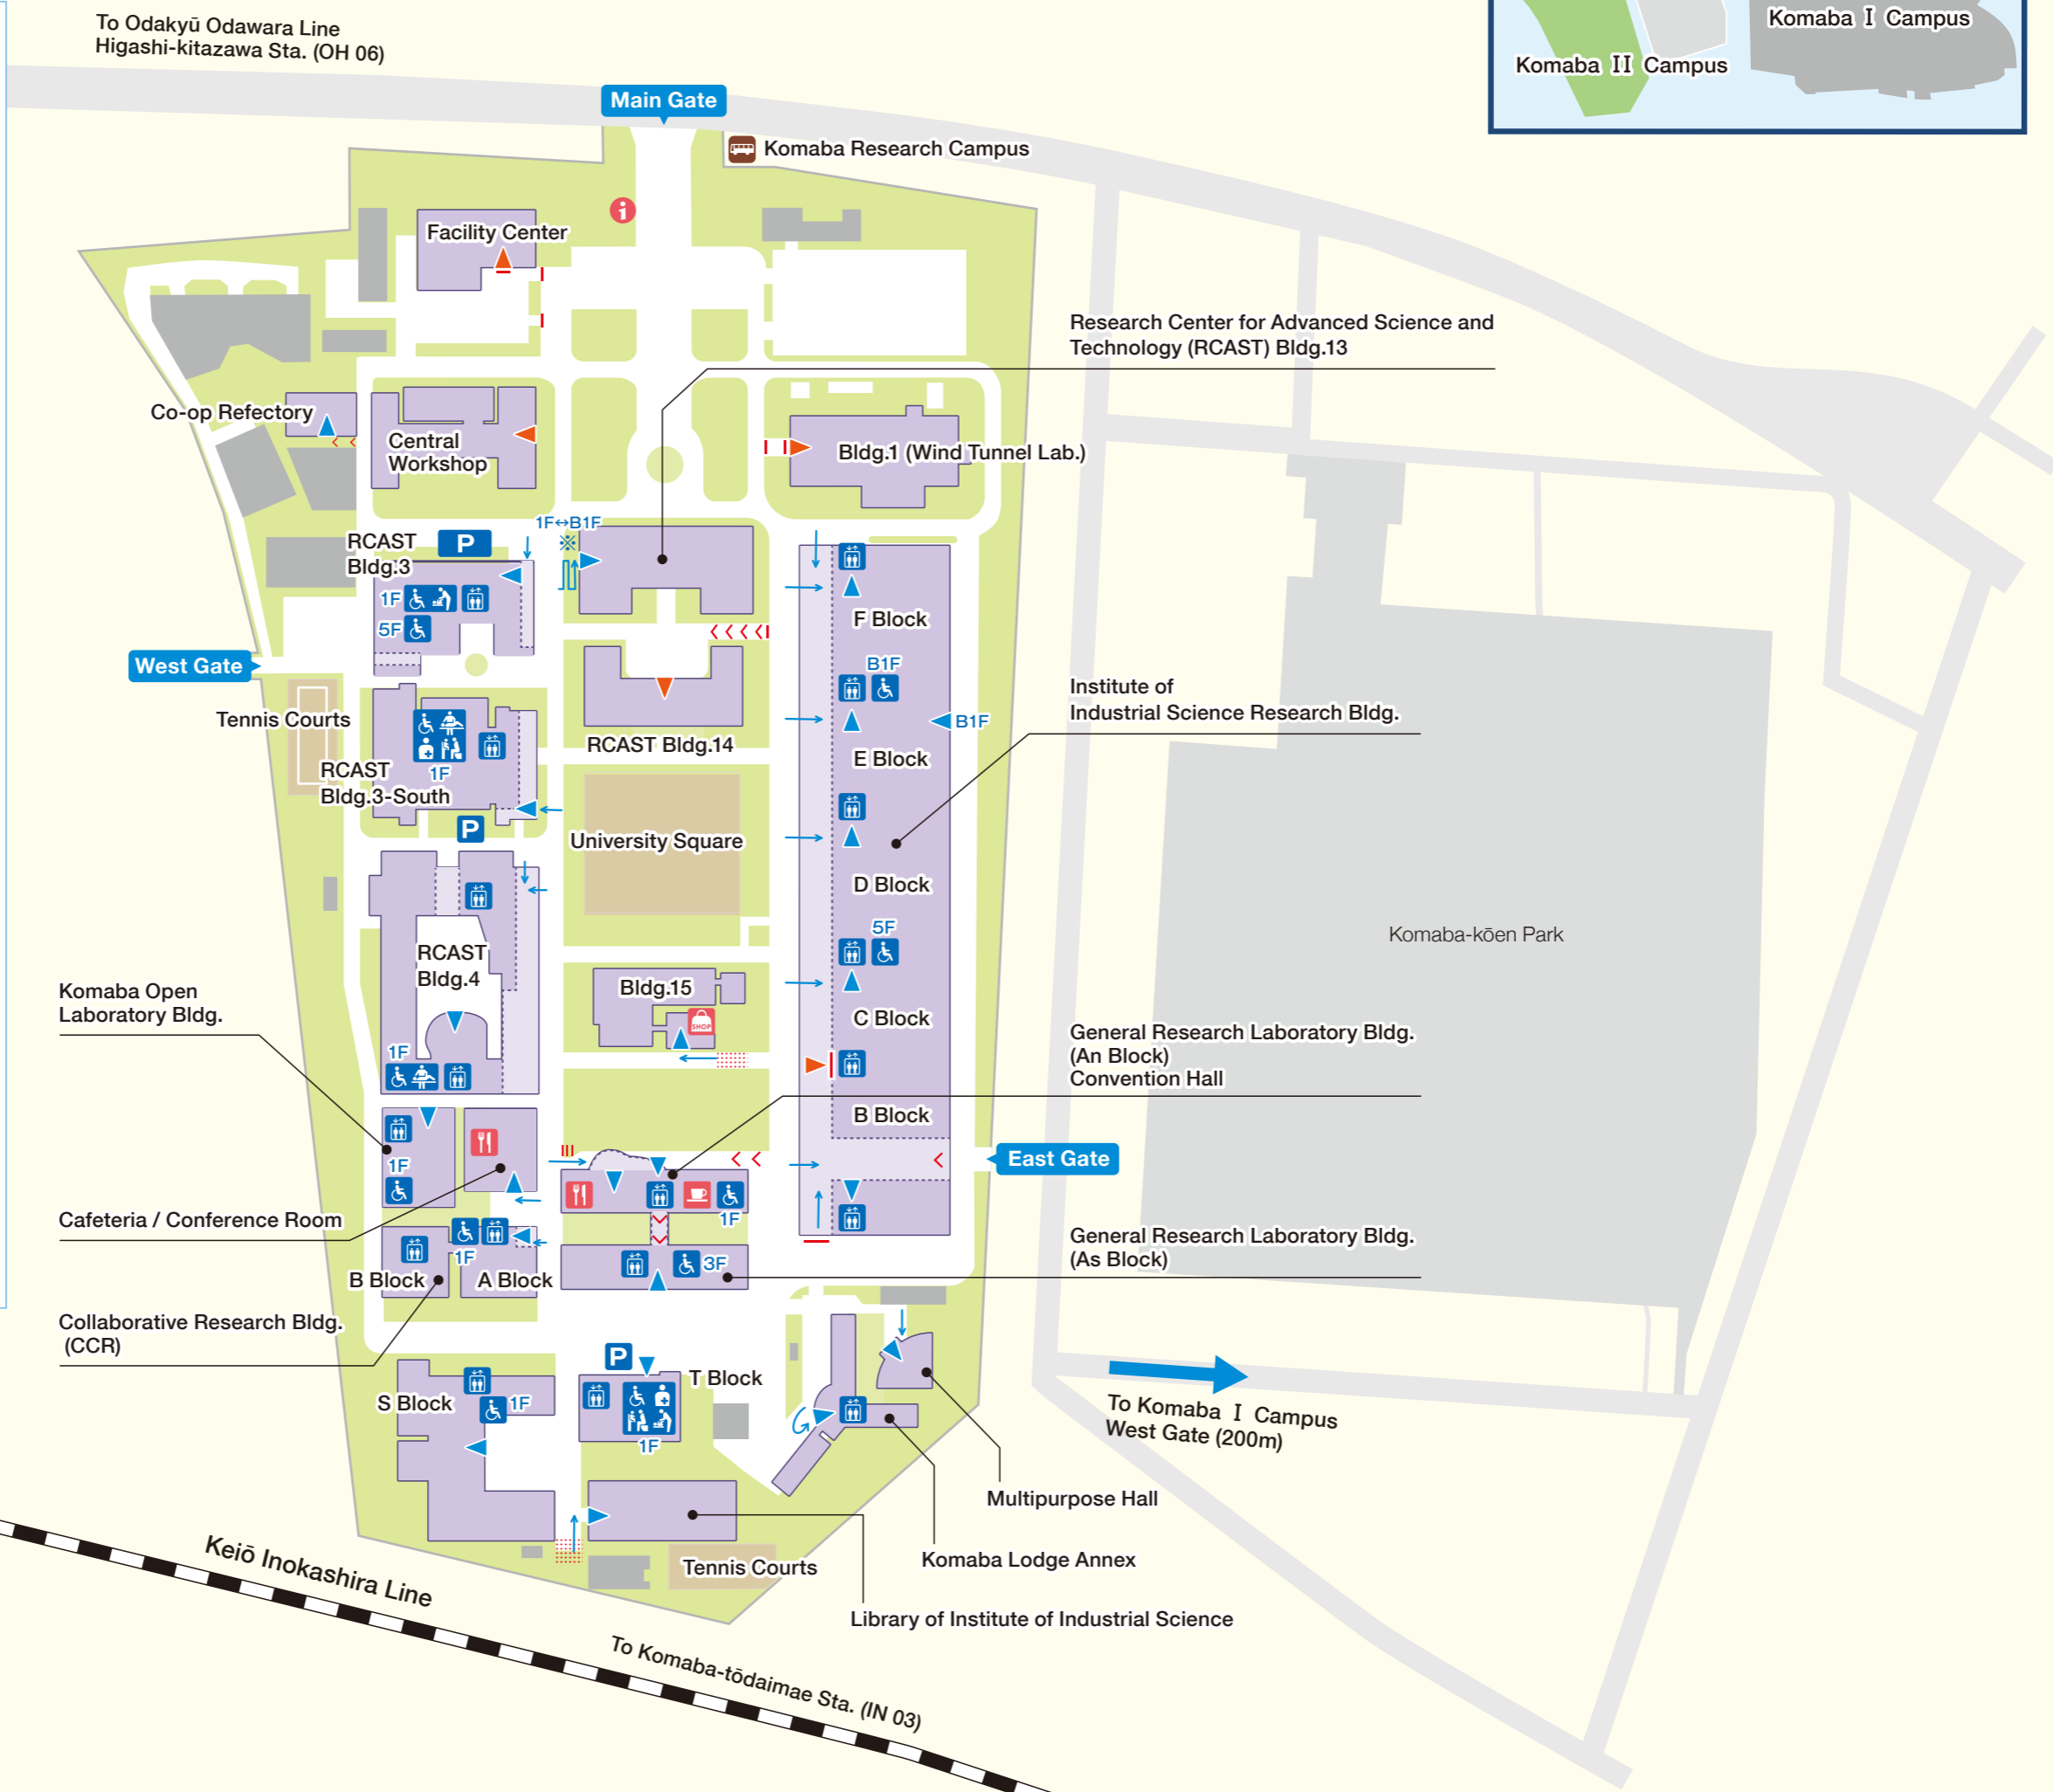 To Odakyū Odawara Line
Higashi-kitazawa Sta. (OH 06)
Komaba I Campus
Komaba II Campus
Main Gate
Komaba Research Campus
i
Facility Center
Research Center for Advanced Science and
Technology (RCAST) Bldg.13
Co-op Refectory
Central
Workshop
Bldg.1 (Wind Tunnel Lab.)
1F↔B1F
※
RCAST
Bldg.3
P
1F
5F
F Block
West Gate
B1F
Tennis Courts
Institute of
Industrial Science Research Bldg.
B1F
RCAST Bldg.14
E Block
RCAST
Bldg.3-South
1F
P
University Square
D Block
5F
Komaba-kōen Park
RCAST
Bldg.4
Bldg.15
SHOP
C Block
Komaba Open
Laboratory Bldg.
1F
General Research Laboratory Bldg.
(An Block)
Convention Hall
B Block
1F
East Gate
Cafeteria / Conference Room
1F
1F
3F
B Block
A Block
General Research Laboratory Bldg.
(As Block)
Collaborative Research Bldg.
(CCR)
P
T Block
S Block
1F
1F
To Komaba I Campus
West Gate (200m)
Multipurpose Hall
Komaba Lodge Annex
Tennis Courts
Library of Institute of Industrial Science
Keiō Inokashira Line
To Komaba-tōdaimae Sta. (IN 03)